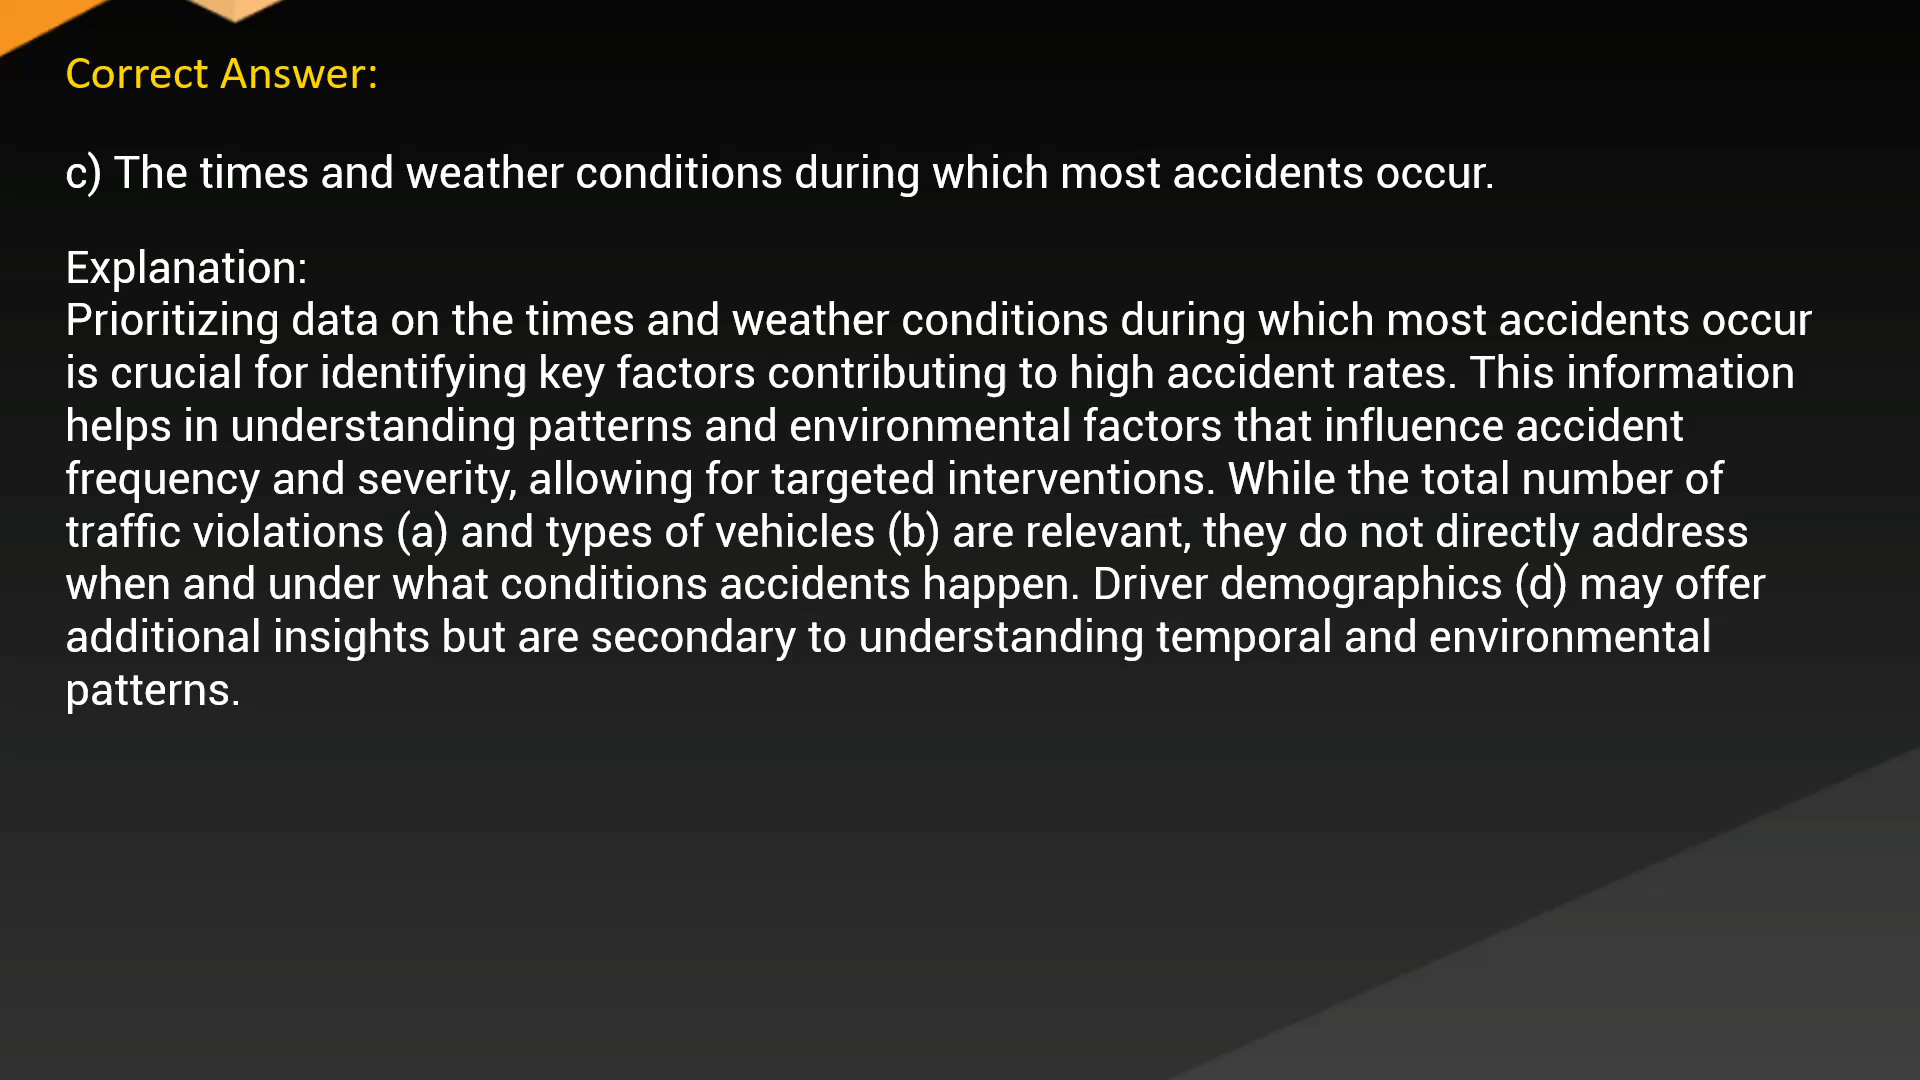 Correct Answer:
c) The times and weather conditions during which most accidents occur.
Explanation:
Prioritizing data on the times and weather conditions during which most accidents occur
is crucial for identifying key factors contributing to high accident rates. This information
helps in understanding patterns and environmental factors that influence accident
frequency and severity, allowing for targeted interventions. While the total number of
traffic violations (a) and types of vehicles (b) are relevant, they do not directly address
when and under what conditions accidents happen. Driver demographics (d) may offer
additional insights but are secondary to understanding temporal and environmental
patterns.